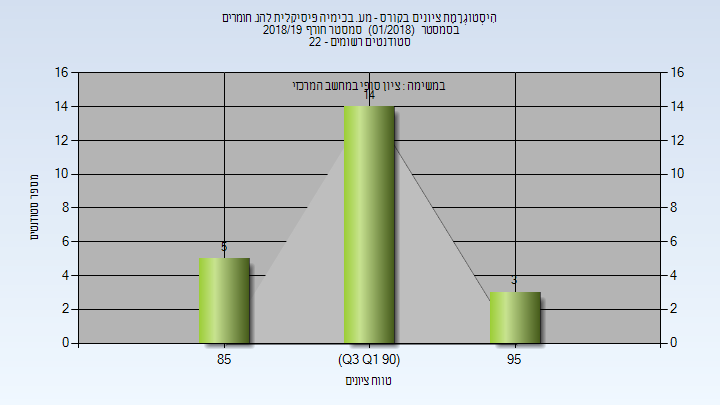 הִיסְטוֹגְרָמַת ציונים בקורס - מע. בכימיה פיסיקלית להנ. חומרים
בסמסטר (01/2018) סמסטר חורף 2018/19
סטודנטים רשומים - 22
במשימה : ציון סופי במחשב המרכזי
16 16
14 14
12 12
10 10
8 8
6 6
4 4
2 2
0 0
5
14
3
מספר סטודנטים
85
(Q3 Q1 90)
95
טווח ציונים